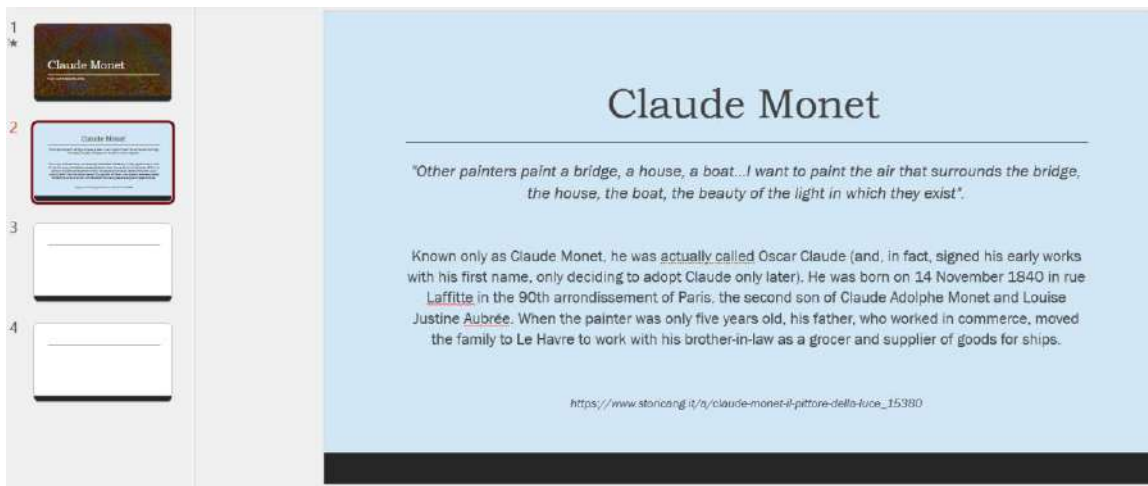 1
Claude Monet
2
Claude Monet
3
4
Claude Monet
"Other painters paint a bridge, a house, a boat...I want to paint the air that surrounds the bridge,
the house, the boat, the beauty of the light in which they exist".
Known only as Claude Monet, he was actually called Oscar Claude (and, in fact, signed his early works
with his first name, only deciding to adopt Claude only later). He was born on 14 November 1840 in rue
Laffitte in the 90th arrondissement of Paris, the second son of Claude Adolphe Monet and Louise
Justine Aubrée. When the painter was only five years old, his father, who worked in commerce, moved
the family to Le Havre to work with his brother-in-law as a grocer and supplier of goods for ships.
https://www.storicang.it/a/claude-monet-il-pittore-della-luce_15380